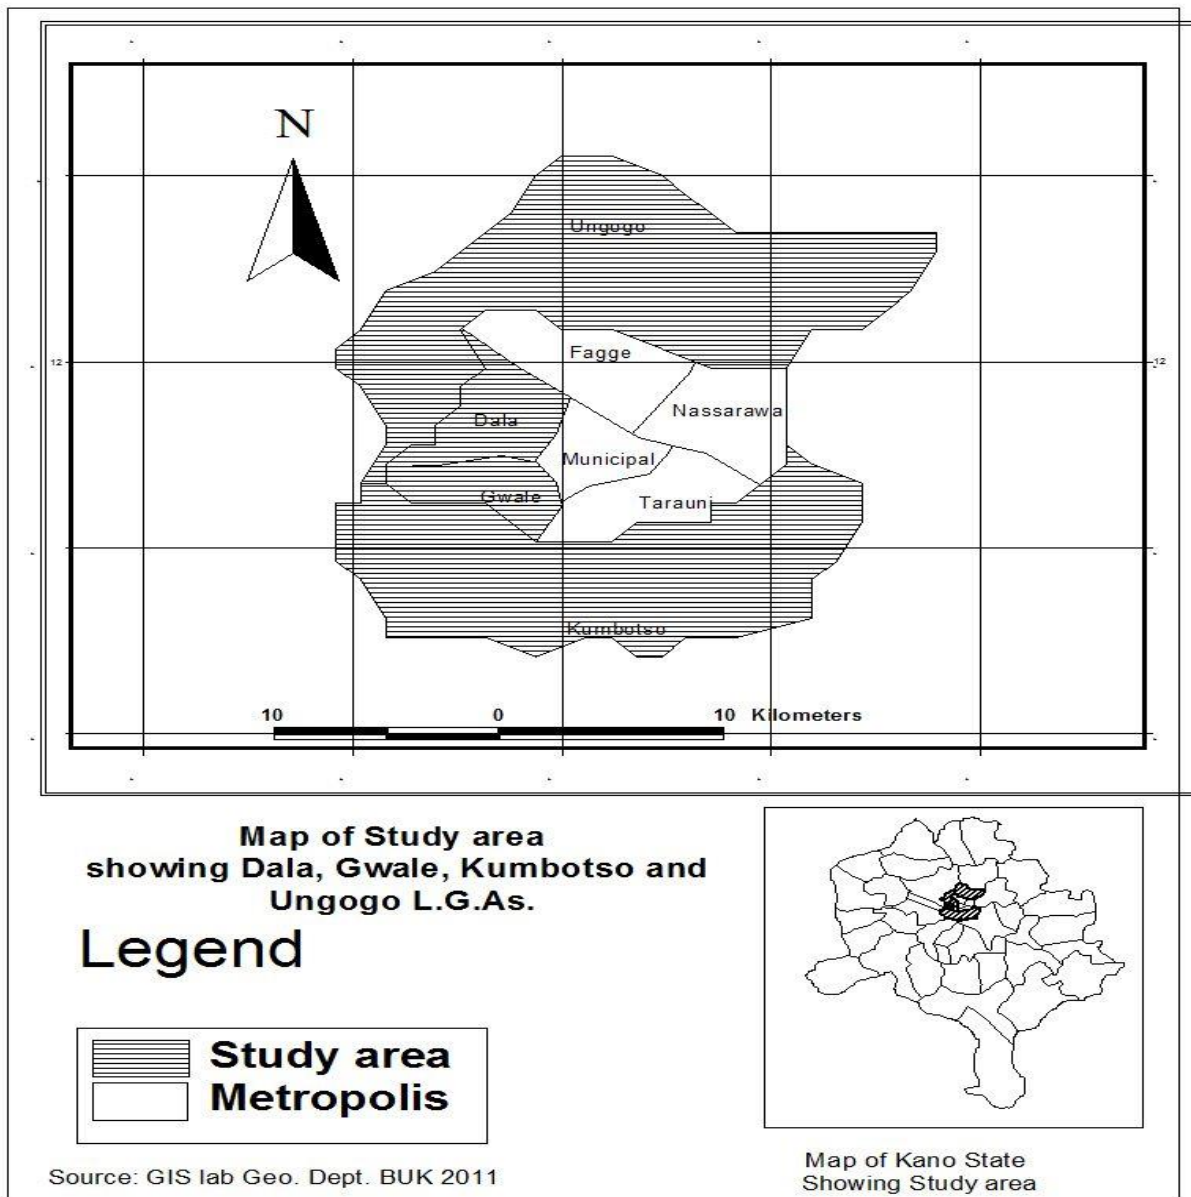 N
Ungogo
12
12
Fagge
Nassarawa
Dala
Municipal
Gwale
Tarauni
Kumbotso
10 0 10 Kilometers
Map of Study area
showing Dala, Gwale, Kumbotso and
Ungogo L.G.As.
Legend
Study area
Metropolis
Source: GIS lab Geo. Dept. BUK 2011
Map of Kano State
Showing Study area